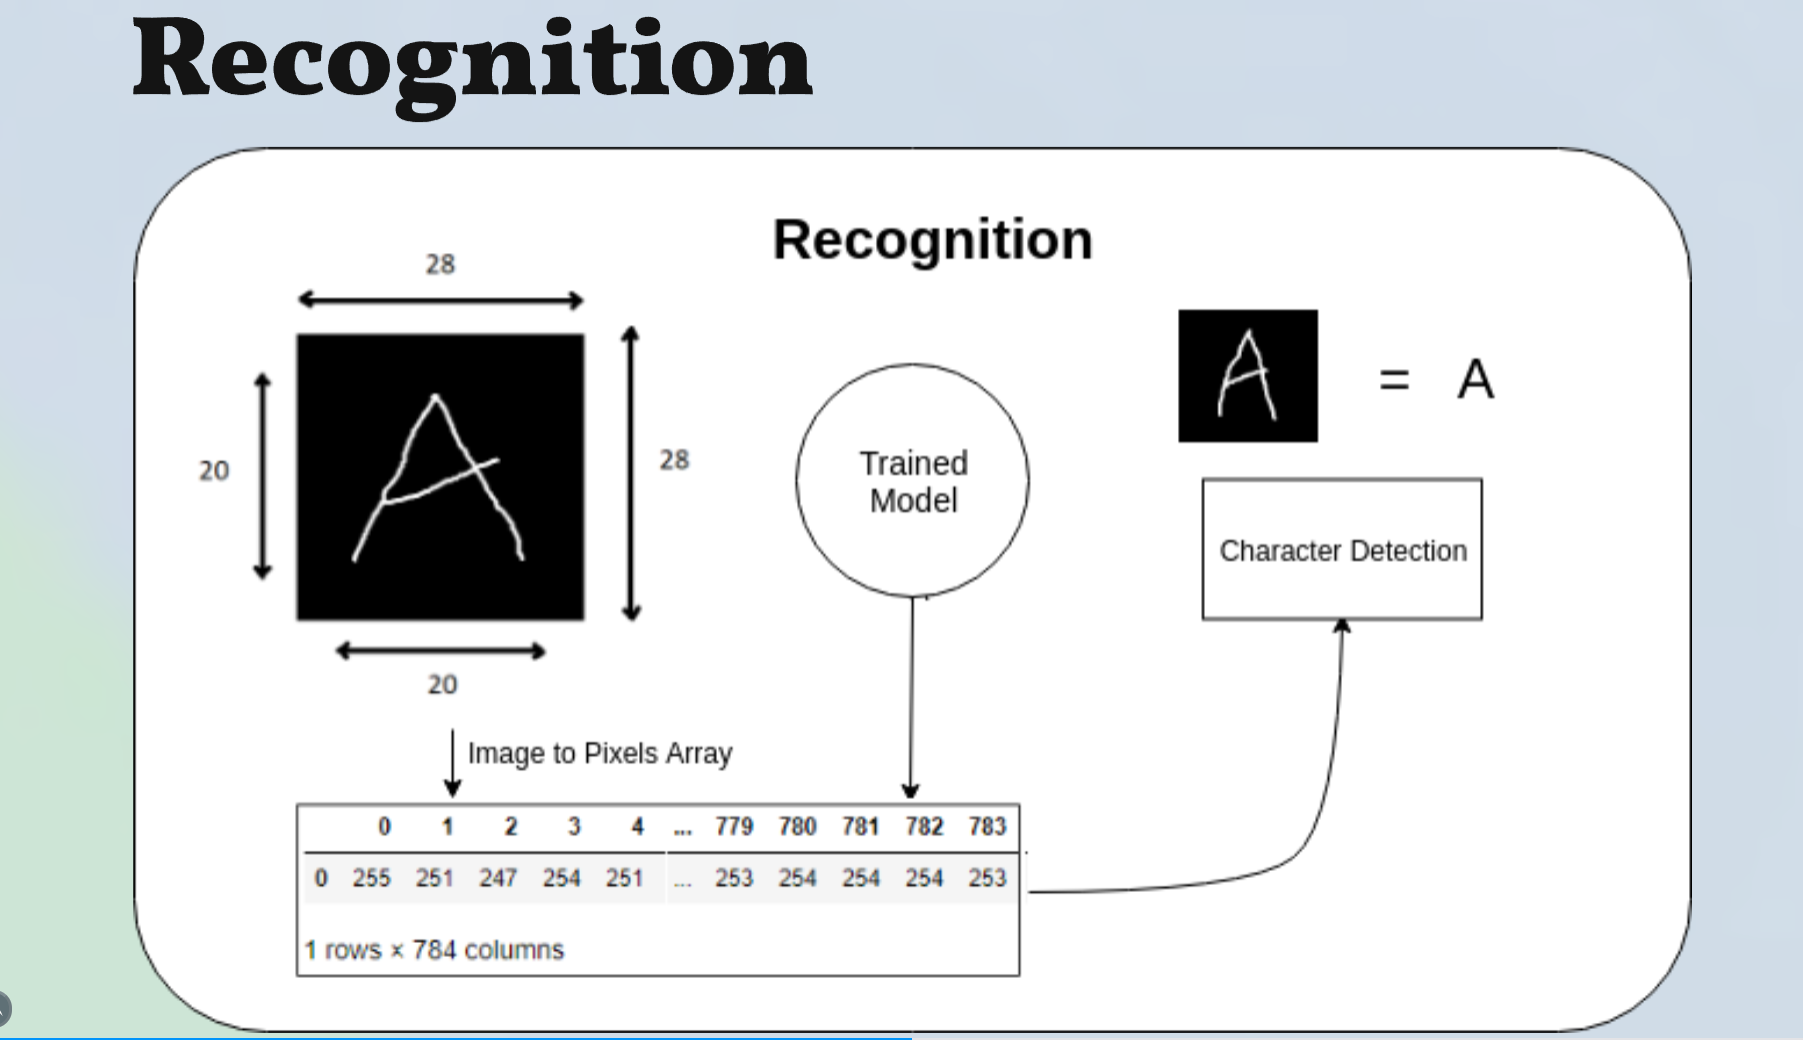 Recognition
Recognition
28
20
28
20
A
Trained
Model
A
= A
Character Detection
Image to Pixels Array
0 1 2 3 4 ... 779 780 781 782 783
0 255 251 247 254 251 ... 253 254 254 254 253
1 rows × 784 columns